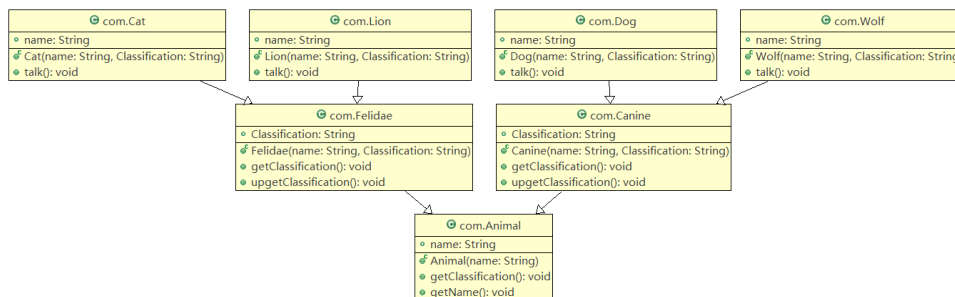 com.Cat
name: String
Cat(name: String, Classification: String)
talk(): void
com.Lion
name: String
Lion(name: String, Classification: String)
talk(): void
com.Dog
name: String
Dog(name: String, Classification: String)
talk(): void
com.Wolf
name: String
Wolf(name: String, Classification: String
talk(): void
com.Felidae
Classification: String
Felidae(name: String, Classification: String)
getClassification(): void
upgetClassification(): void
com.Canine
Classification: String
Canine(name: String, Classification: String)
getClassification(): void
upgetClassification(): void
com.Animal
name: String
Animal(name: String)
getClassification(): void
getName(): void